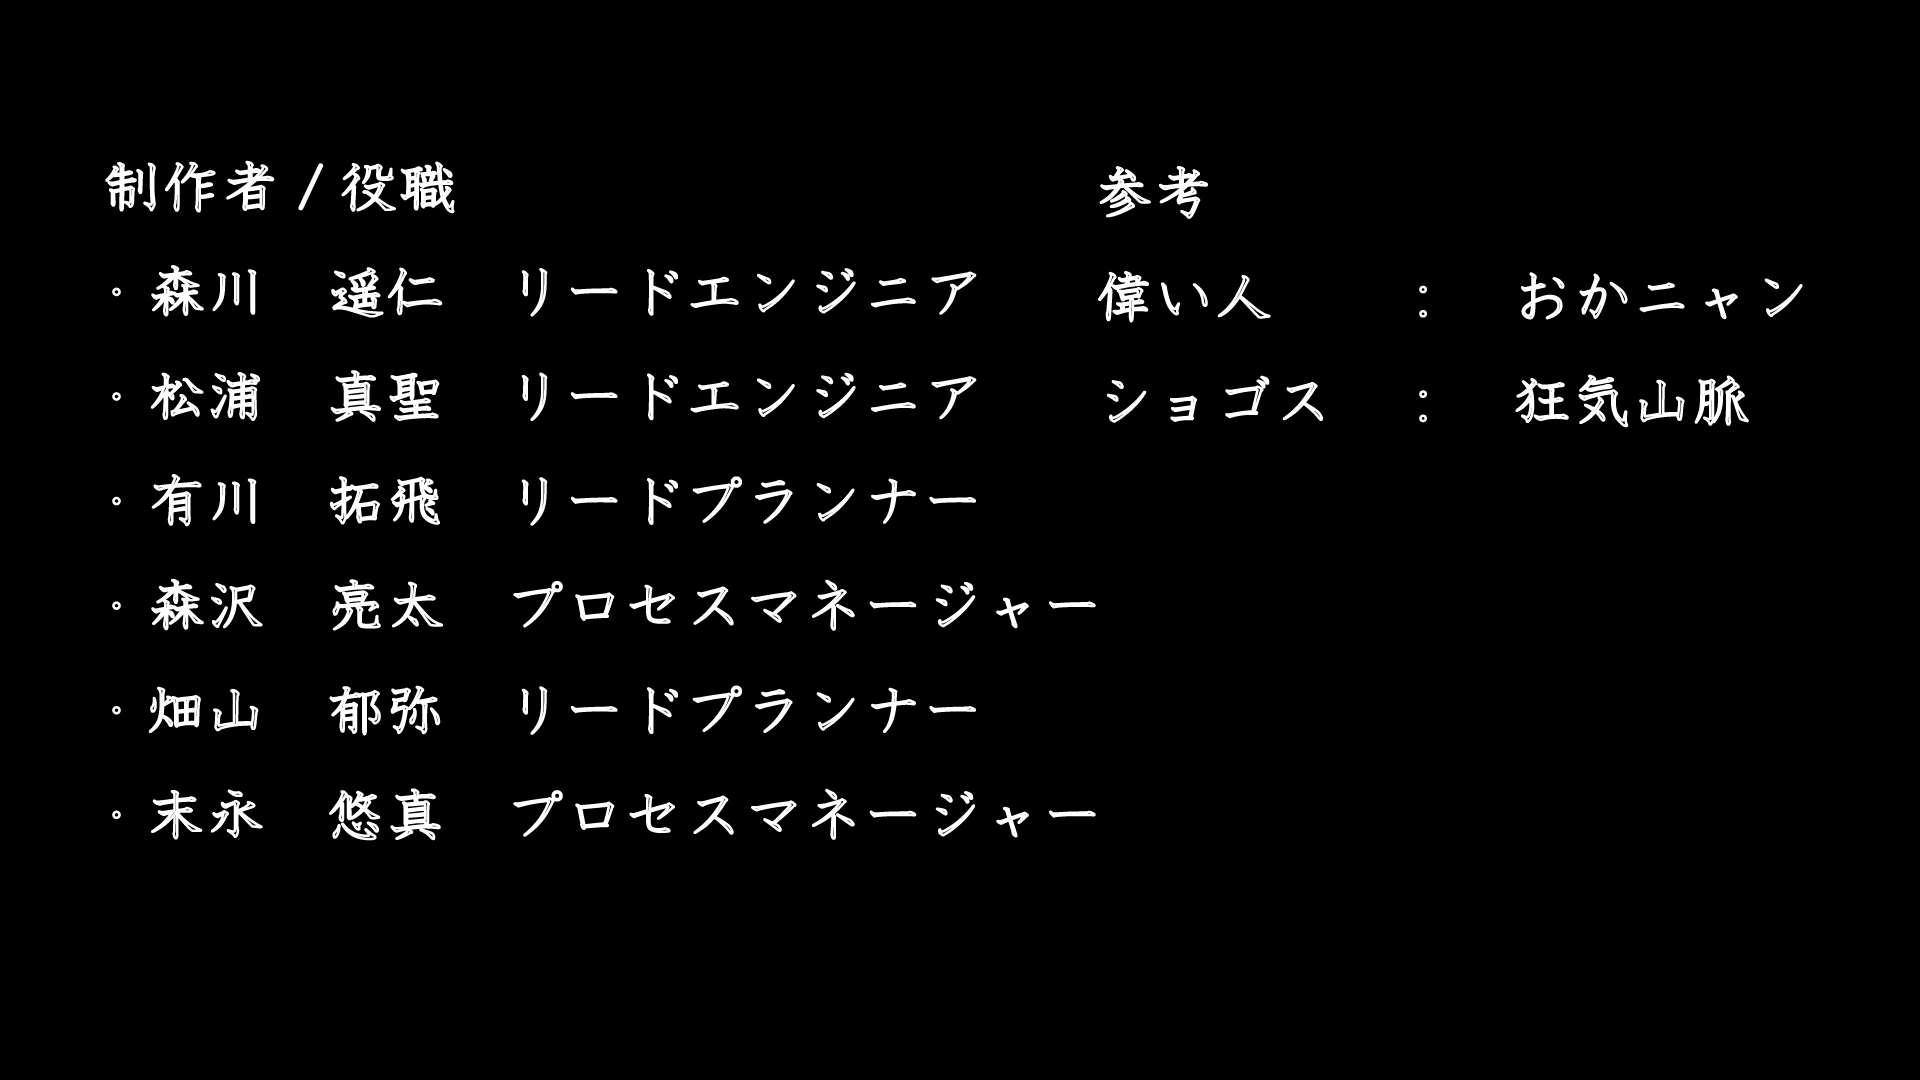 制作者/役職
・森川　遥仁　リードエンジニア
・松浦　真聖　リードエンジニア
・有川　拓飛　リードプランナー
・森沢　亮太　プロセスマネージャー
・畑山　郁弥　リードプランナー
・末永　悠真　プロセスマネージャー
参考
偉い人　：　おかニャン
ショゴス　：　狂気山脈